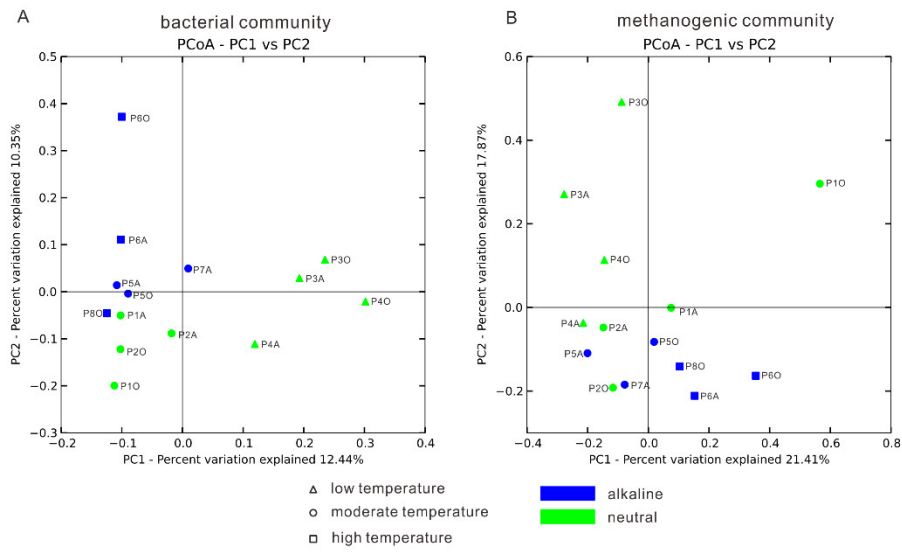 A
bacterial community
PCoA - PC1 vs PC2
0.5
0.4
0.3
0.2
0.1
0.0
−0.1
−0.2
−0.3
PC2 - Percent variation explained 10.35%
P6O
P6A
P7A
P5A
P5O
P8O
P1A
P2A
P2O
P1O
P3O
P3A
P4O
P4A
−0.2
−0.1
0.0
0.1
0.2
0.3
0.4
PC1 - Percent variation explained 12.44%
B
methanogenic community
PCoA - PC1 vs PC2
0.6
0.4
0.2
0.0
−0.2
−0.4
PC2 - Percent variation explained 17.87%
P3O
P1O
P3A
P4O
P1A
P4A
P2A
P5O
P5A
P8O
P6O
P7A
P2O
P6A
−0.4
−0.2
0.0
0.2
0.4
0.6
0.8
PC1 - Percent variation explained 21.41%
low temperature
moderate temperature
high temperature
alkaline
neutral